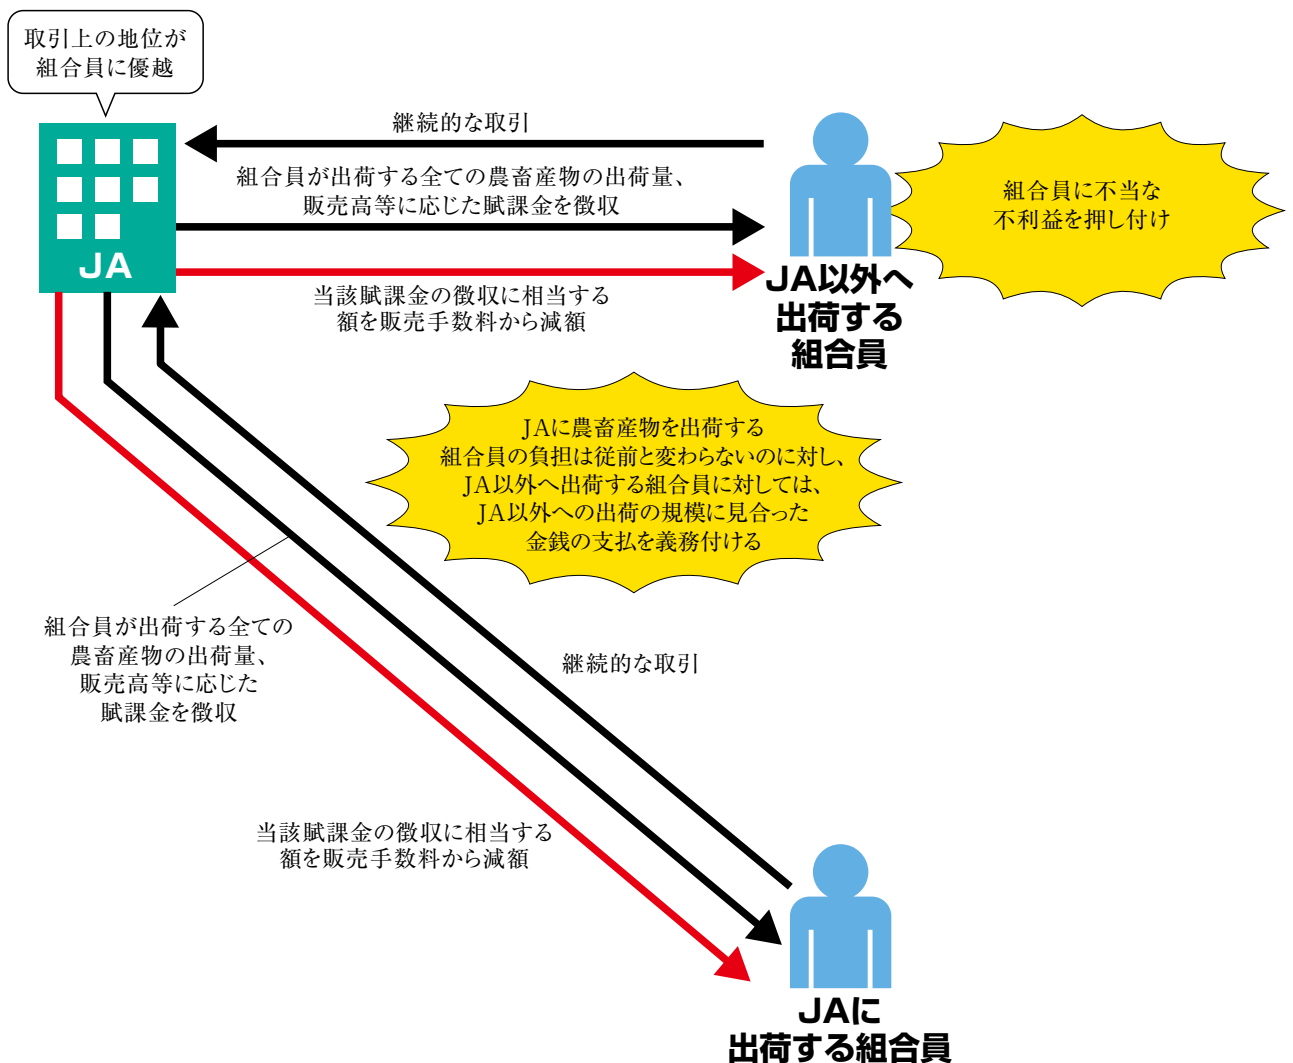 取引上の地位が
組合員に優越
JA
継続的な取引
組合員が出荷する全ての農畜産物の出荷量、
販売高等に応じた賦課金を徴収
当該賦課金の徴収に相当する
額を販売手数料から減額
JA以外へ
出荷する
組合員
組合員に不当な
不利益を押し付け
JAに農畜産物を出荷する
組合員の負担は従前と変わらないのに対し、
JA以外へ出荷する組合員に対しては、
JA以外への出荷の規模に見合った
金銭の支払を義務付ける
組合員が出荷する全ての
農畜産物の出荷量、
販売高等に応じた
賦課金を徴収
継続的な取引
当該賦課金の徴収に相当する
額を販売手数料から減額
JAに
出荷する組合員